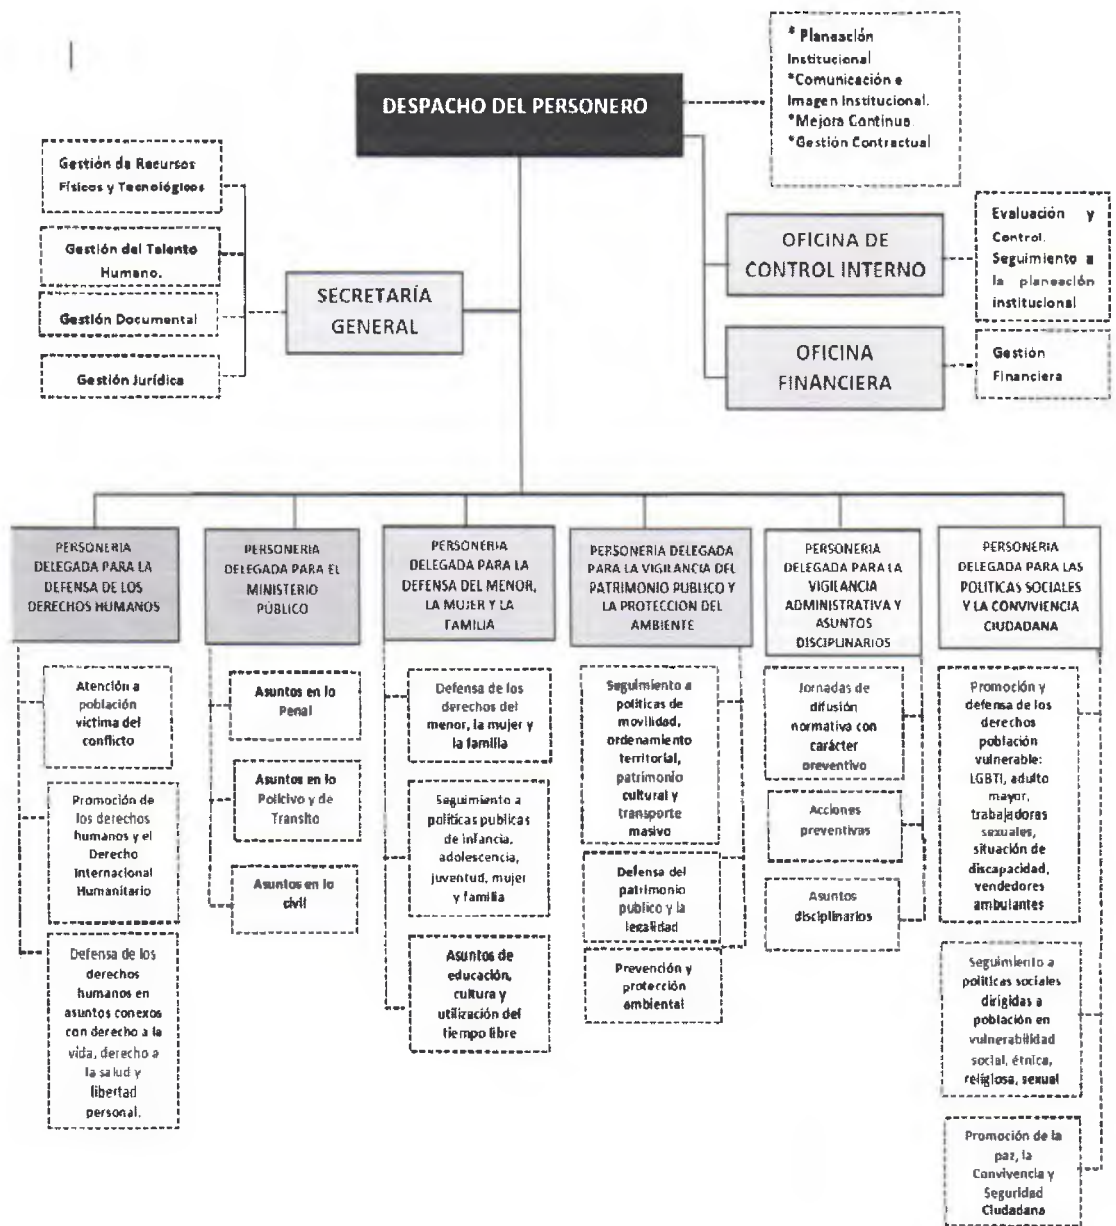 * Planeación
Institucional
*Comunicación e
Imagen Institucional.
*Mejora Continua
*Gestión Contractual
DESPACHO DEL PERSONERO
Gestión de Recursos
Físicos y Tecnológicos
Gestión del Talento
Humano.
Gestión Documental
Gestión Jurídica
SECRETARÍA
GENERAL
OFICINA DE
CONTROL INTERNO
Evaluación y
Control.
Seguimiento a
la planeación
institucional
OFICINA
FINANCIERA
Gestión
Financiera
PERSONERIA
DELEGADA PARA LA
DEFENSA DE LOS
DERECHOS HUMANOS
Atención a
población
víctima del
conflicto
Promoción de
los derechos
humanos y el
Derecho
Internacional
Humanitario
Defensa de los
derechos
humanos en
asuntos conexos
con derecho a la
vida, derecho a
la salud y
libertad
personal.
PERSONERIA
DELEGADA PARA EL
MINISTERIO
PÚBLICO
Asuntos en lo
Penal
Asuntos en lo
Policivo y de
Transito
Asuntos en lo
civil
PERSONERIA
DELEGADA PARA LA
DEFENSA DEL MENOR,
LA MUJER Y LA
FAMILIA
Defensa de los
derechos del
menor, la mujer y
la familia
Seguimiento a
políticas publicas
de infancia,
adolescencia,
juventud, mujer
y familia
Asuntos de
educación,
cultura y
utilización del
tiempo libre
PERSONERIA DELEGADA
PARA LA VIGILANCIA DEL
PATRIMONIO PUBLICO Y
LA PROTECCION DEL
AMBIENTE
Seguimiento a
políticas de
movilidad,
ordenamiento
territorial,
patrimonio
cultural y
transporte
masivo
Defensa del
patrimonio
publico y la
legalidad
Prevención y
protección
ambiental
PERSONERIA
DELEGADA PARA LA
VIGILANCIA
ADMINISTRATIVA Y
ASUNTOS
DISCIPLINARIOS
Jornadas de
difusión
normativa con
carácter
preventivo
Acciones
preventivas
Asuntos
disciplinarios
PERSONERIA
DELEGADA PARA LAS
POLITICAS SOCIALES
Y LA CONVIVIENCIA
CIUDADANA
Promoción y
defensa de los
derechos
población
vulnerable:
LGBTI, adulto
mayor,
trabajadoras
sexuales,
situación de
discapacidad,
vendedores
ambulantes
Seguimiento a
políticas sociales
dirigidas a
población en
vulnerabilidad
social, étnica,
religiosa, sexual
Promoción de la
paz, la
Convivencia y
Seguridad
Ciudadana